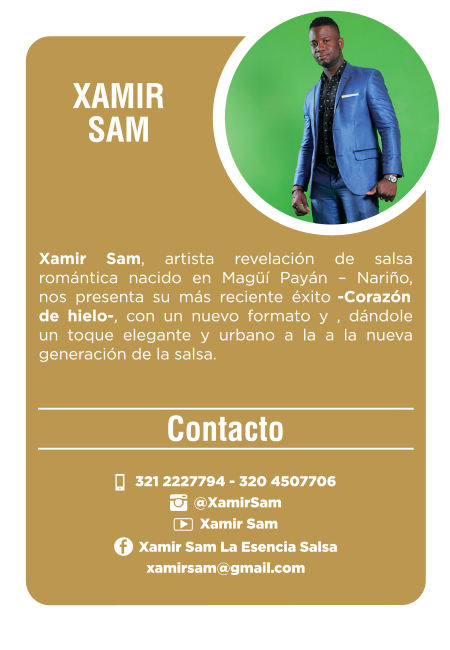 XAMIR
SAM
Xamir Sam, artista revelación de salsa
romántica nacido en Magüí Payán – Nariño,
nos presenta su más reciente éxito -Corazón
de hielo-, con un nuevo formato y , dándole
un toque elegante y urbano a la a la nueva
generación de la salsa.
Contacto
321 2227794 - 320 4507706
@XamirSam
Xamir Sam
Xamir Sam La Esencia Salsa
xamirsam@gmail.com